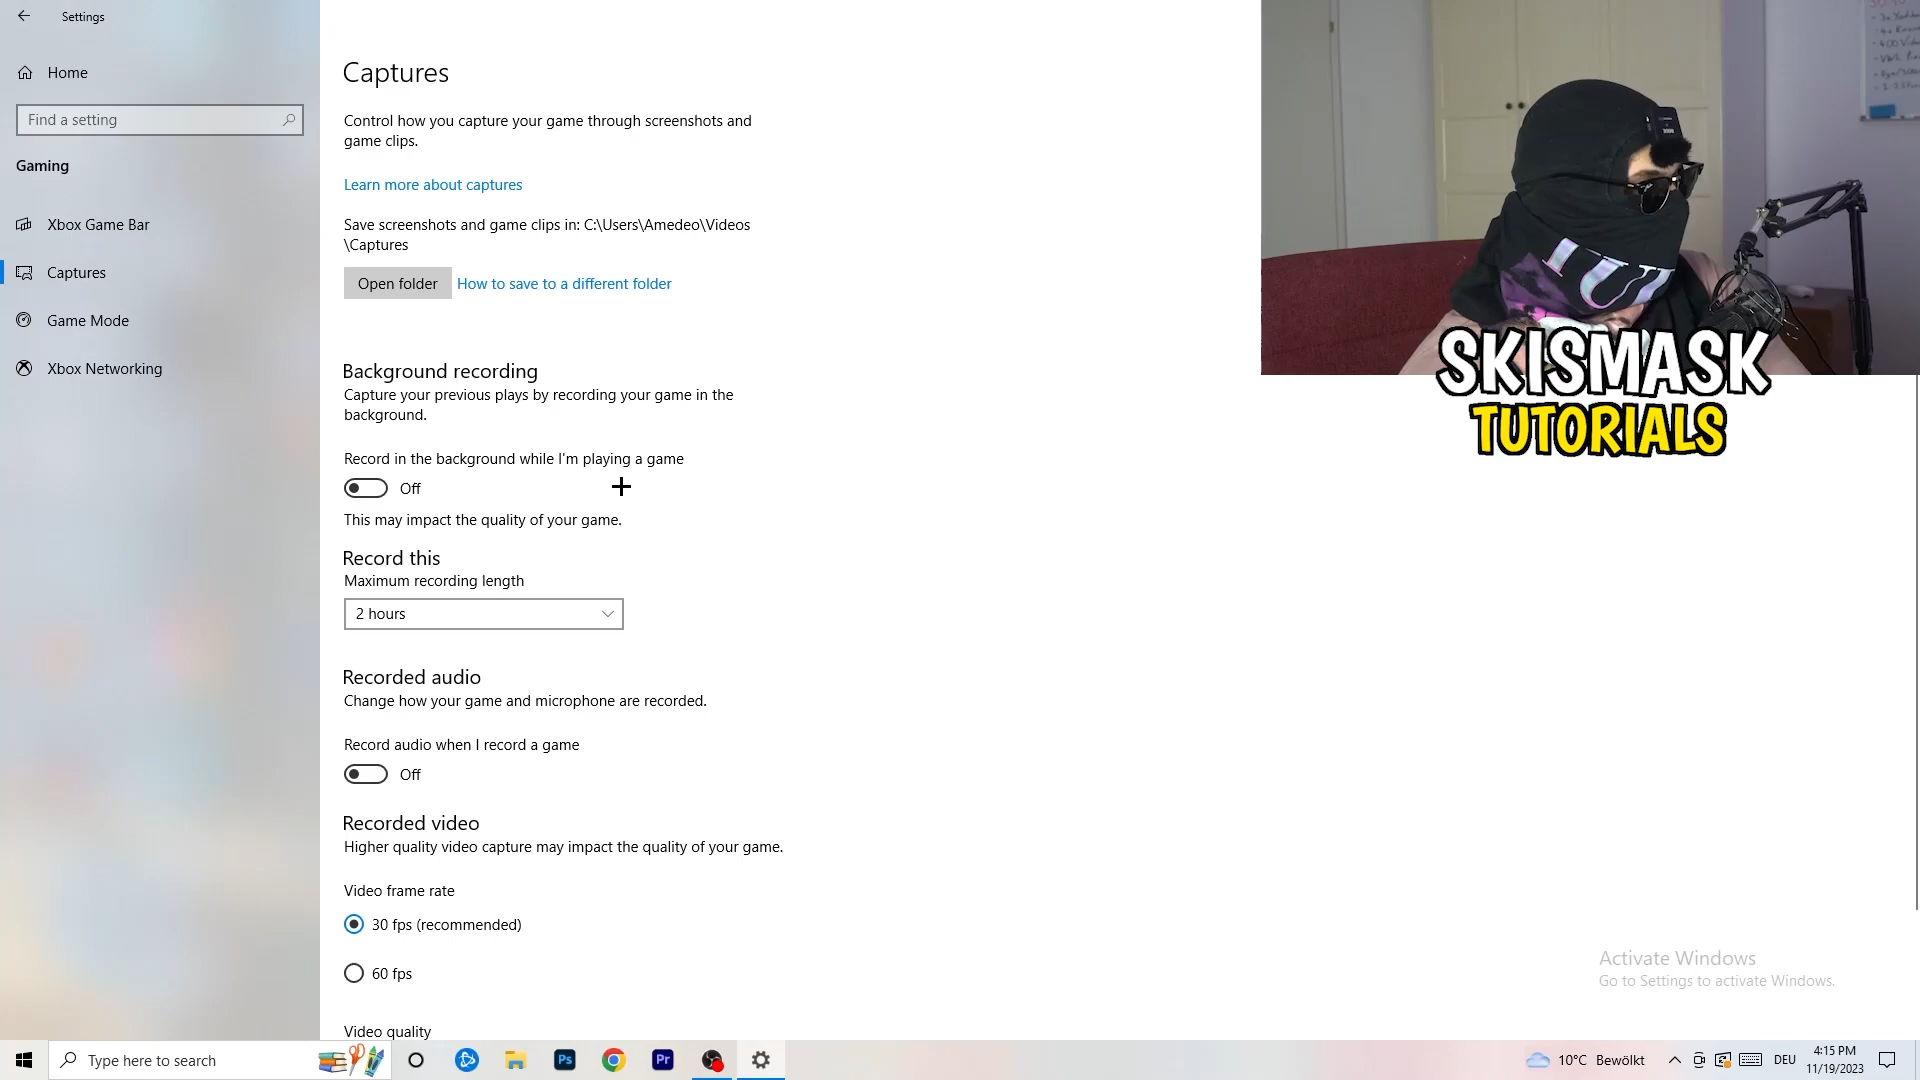 Settings
Home
Find a setting
Gaming
Xbox Game Bar
Captures
Game Mode
Xbox Networking
Captures
Control how you capture your game through screenshots and
game clips.
Learn more about captures
Save screenshots and game clips in: C:\Users\Amedeo\Videos
\Captures
Open folder
How to save to a different folder
Background recording
Capture your previous plays by recording your game in the
background.
Record in the background while I'm playing a game
Off
This may impact the quality of your game.
Record this
Maximum recording length
2 hours
Recorded audio
Change how your game and microphone are recorded.
Record audio when I record a game
Off
Recorded video
Higher quality video capture may impact the quality of your game.
Video frame rate
30 fps (recommended)
60 fps
Video quality
SKISMASK
TUTORIALS
Activate Windows
Go to Settings to activate Windows.
Type here to search
Ps
Pr
10°C Bewölkt
DEU
4:15 PM
11/19/2023